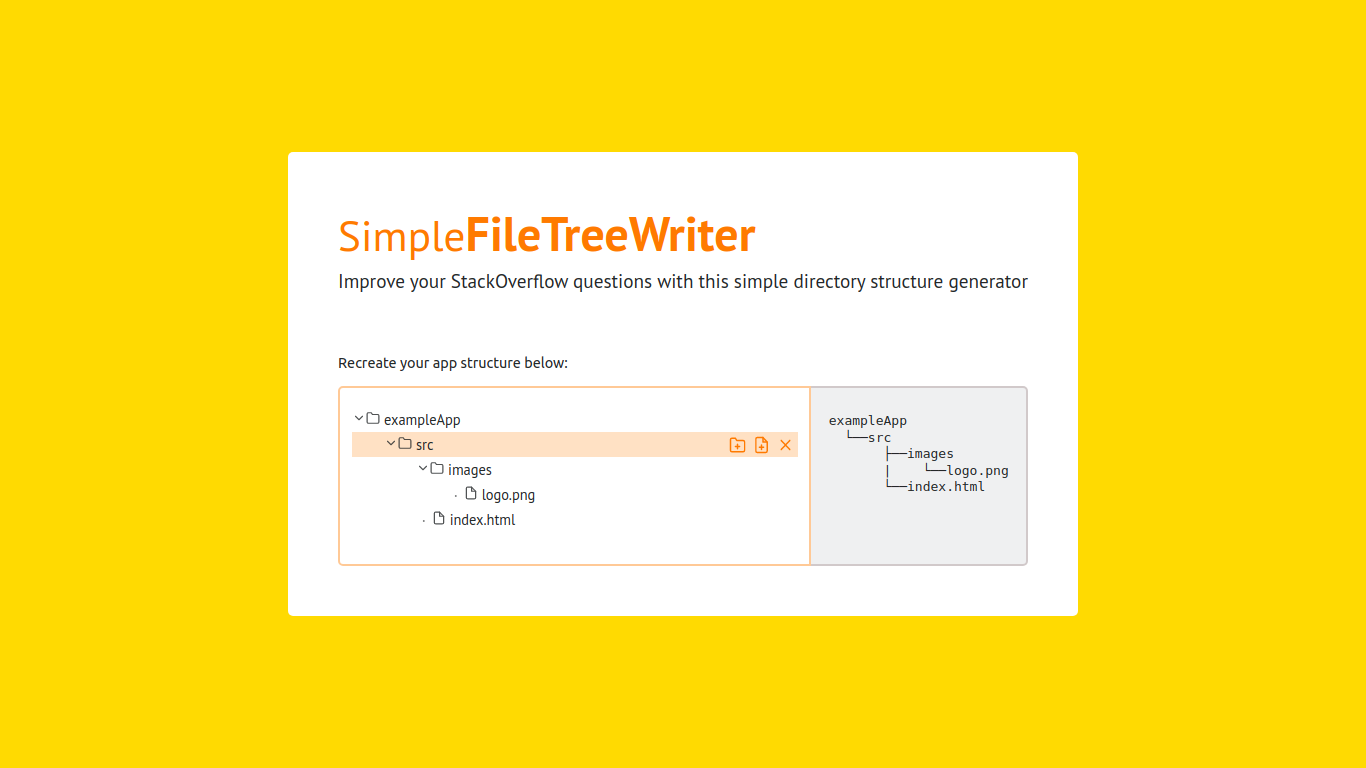 SimpleFileTreeWriter
Improve your StackOverflow questions with this simple directory structure generator
Recreate your app structure below:
exampleApp
src
images
logo.png
index.html
exampleApp
└──src
├──images
|    └──logo.png
└──index.html